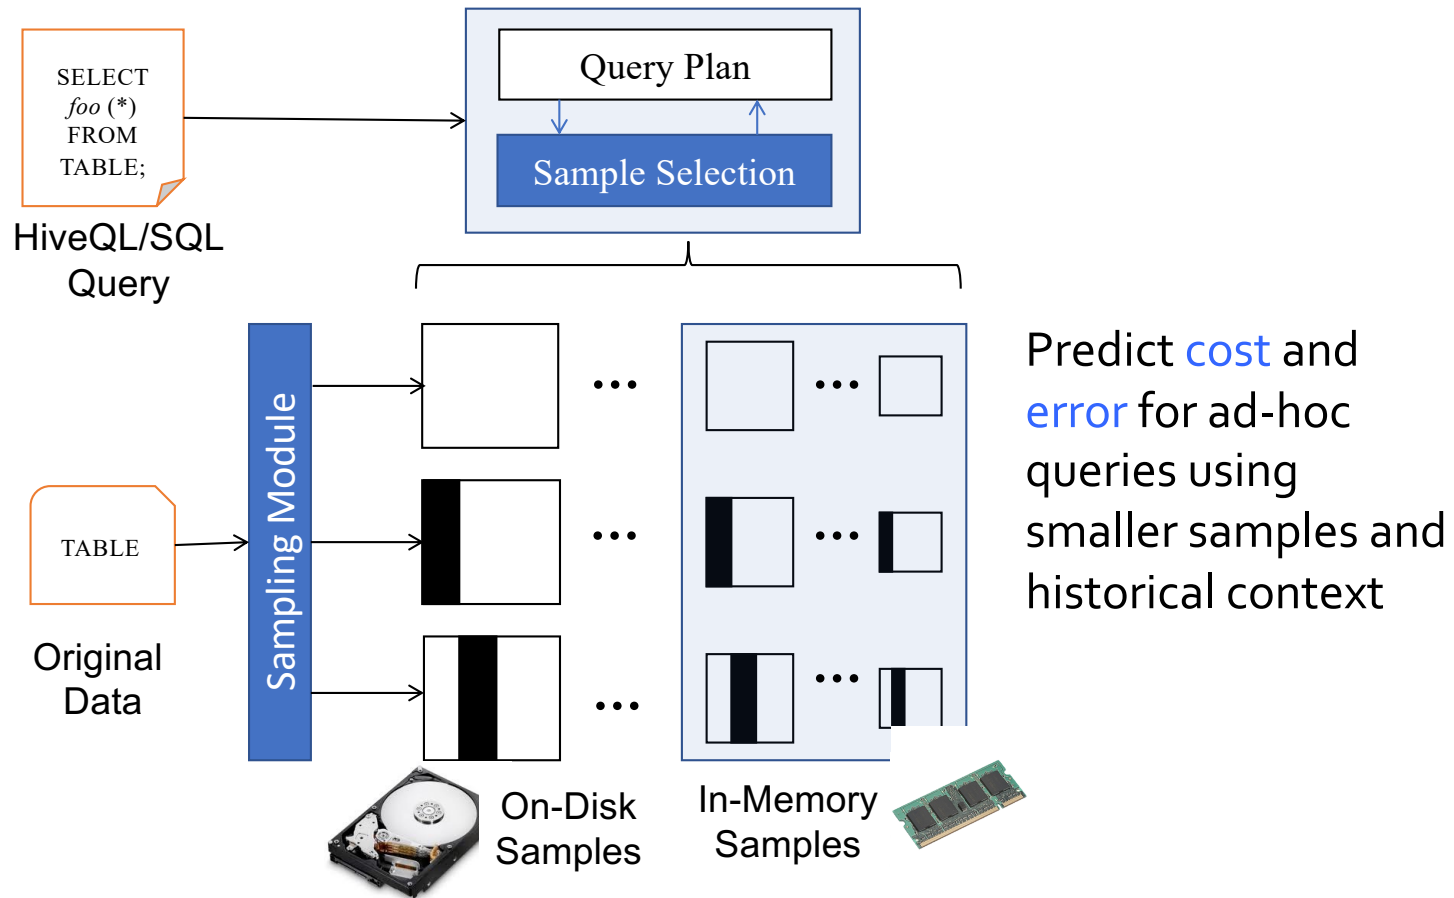 SELECT
foo (*)
FROM
TABLE;
HiveQL/SQL
Query
Query Plan
Sample Selection
TABLE
Original
Data
Sampling Module
•••
•••
•••
•••
•••
•••
On-Disk
Samples
In-Memory
Samples
Predict cost and
error for ad-hoc
queries using
smaller samples and
historical context